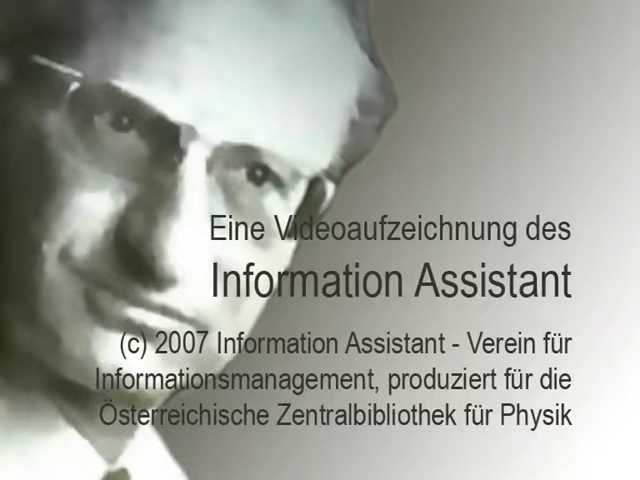 Eine Videoaufzeichnung des
Information Assistant
(c) 2007 Information Assistant - Verein für
Informationsmanagement, produziert für die
Österreichische Zentralbibliothek für Physik